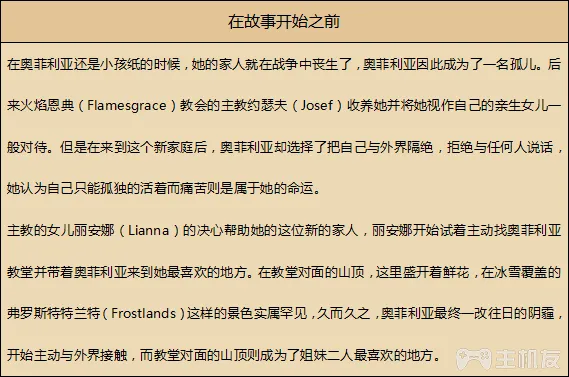 在故事开始之前
在奥菲利亚还是小孩纸的时候，她的家人就在战争中丧生了，奥菲利亚因此成为了一名孤儿。后
来火焰恩典（Flamesgrace）教会的主教约瑟夫（Josef）收养她并将她视作自己的亲生女儿一
般对待。但是在来到这个新家庭后，奥菲利亚却选择了把自己与外界隔绝，拒绝与任何人说话，
她认为自己只能孤独的活着而痛苦则是属于她的命运。
主教的女儿丽安娜（Lianna）的决心帮助她的这位新的家人，丽安娜开始试着主动找奥菲利亚
教堂并带着奥菲利亚来到她最喜欢的地方。在教堂对面的山顶，这里盛开着鲜花，在冰雪覆盖的
弗罗斯特特兰特（Frostlands）这样的景色实属罕见，久而久之，奥菲利亚最终一改往日的阴霾，
开始主动与外界接触，而教堂对面的山顶则成为了姐妹二人最喜欢的地方。
主机友